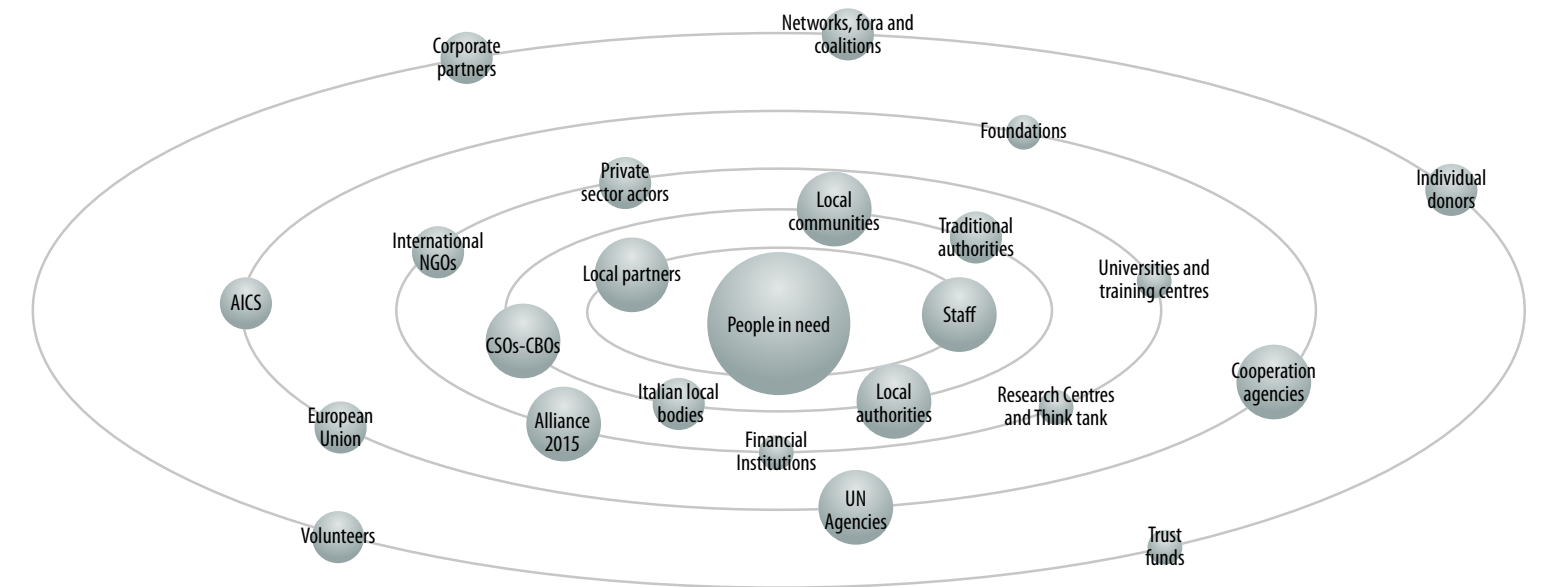 Networks, fora and
coalitions
Corporate
partners
Foundations
Private
sector actors
Individual
donors
Local
communities
Traditional
authorities
International
NGOs
Local partners
Universities and
training centres
AICS
People in need
Staff
CSOs-CBOs
Cooperation
agencies
Italian local
bodies
Local
authorities
Research Centres
and Think tank
European
Union
Alliance
2015
Financial
Institutions
UN
Agencies
Volunteers
Trust
funds